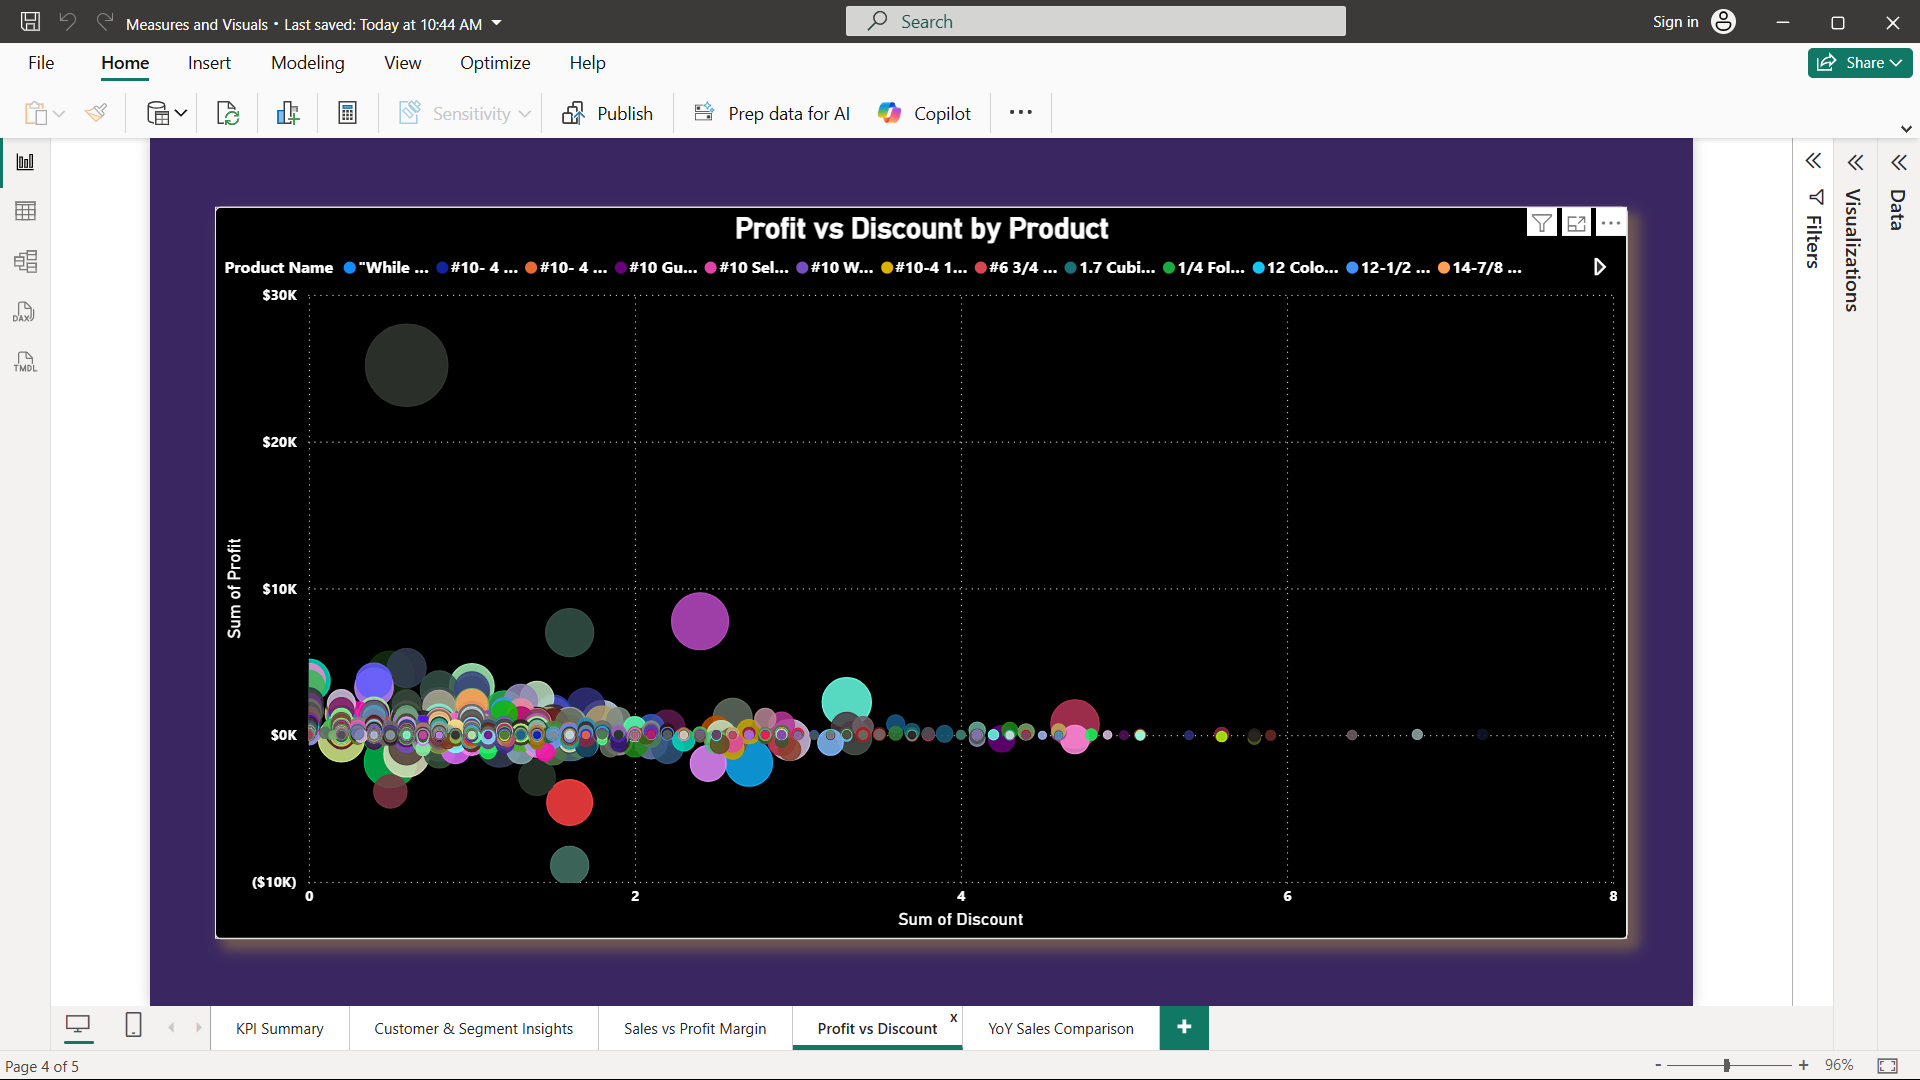 Measures and Visuals • Last saved: Today at 10:44 AM
Search
Sign in
File Home Insert Modeling View Optimize Help
Share
Sensitivity Publish Prep data for AI Copilot
DAX
TMDL
Filters
Visualizations
Data
Profit vs Discount by Product
Product Name "While ... #10- 4 ... #10- 4 ... #10 Gu... #10 Sel... #10 W... #10-4 1... #6 3/4 ... 1.7 Cubi... 1/4 Fol... 12 Colo... 12-1/2 ... 14-7/8 ...
$30K
$20K
$10K
$0K
($10K)
Sum of Profit
0 2 4 6 8
Sum of Discount
KPI Summary Customer & Segment Insights Sales vs Profit Margin Profit vs Discount x YoY Sales Comparison +
Page 4 of 5
- + 96%